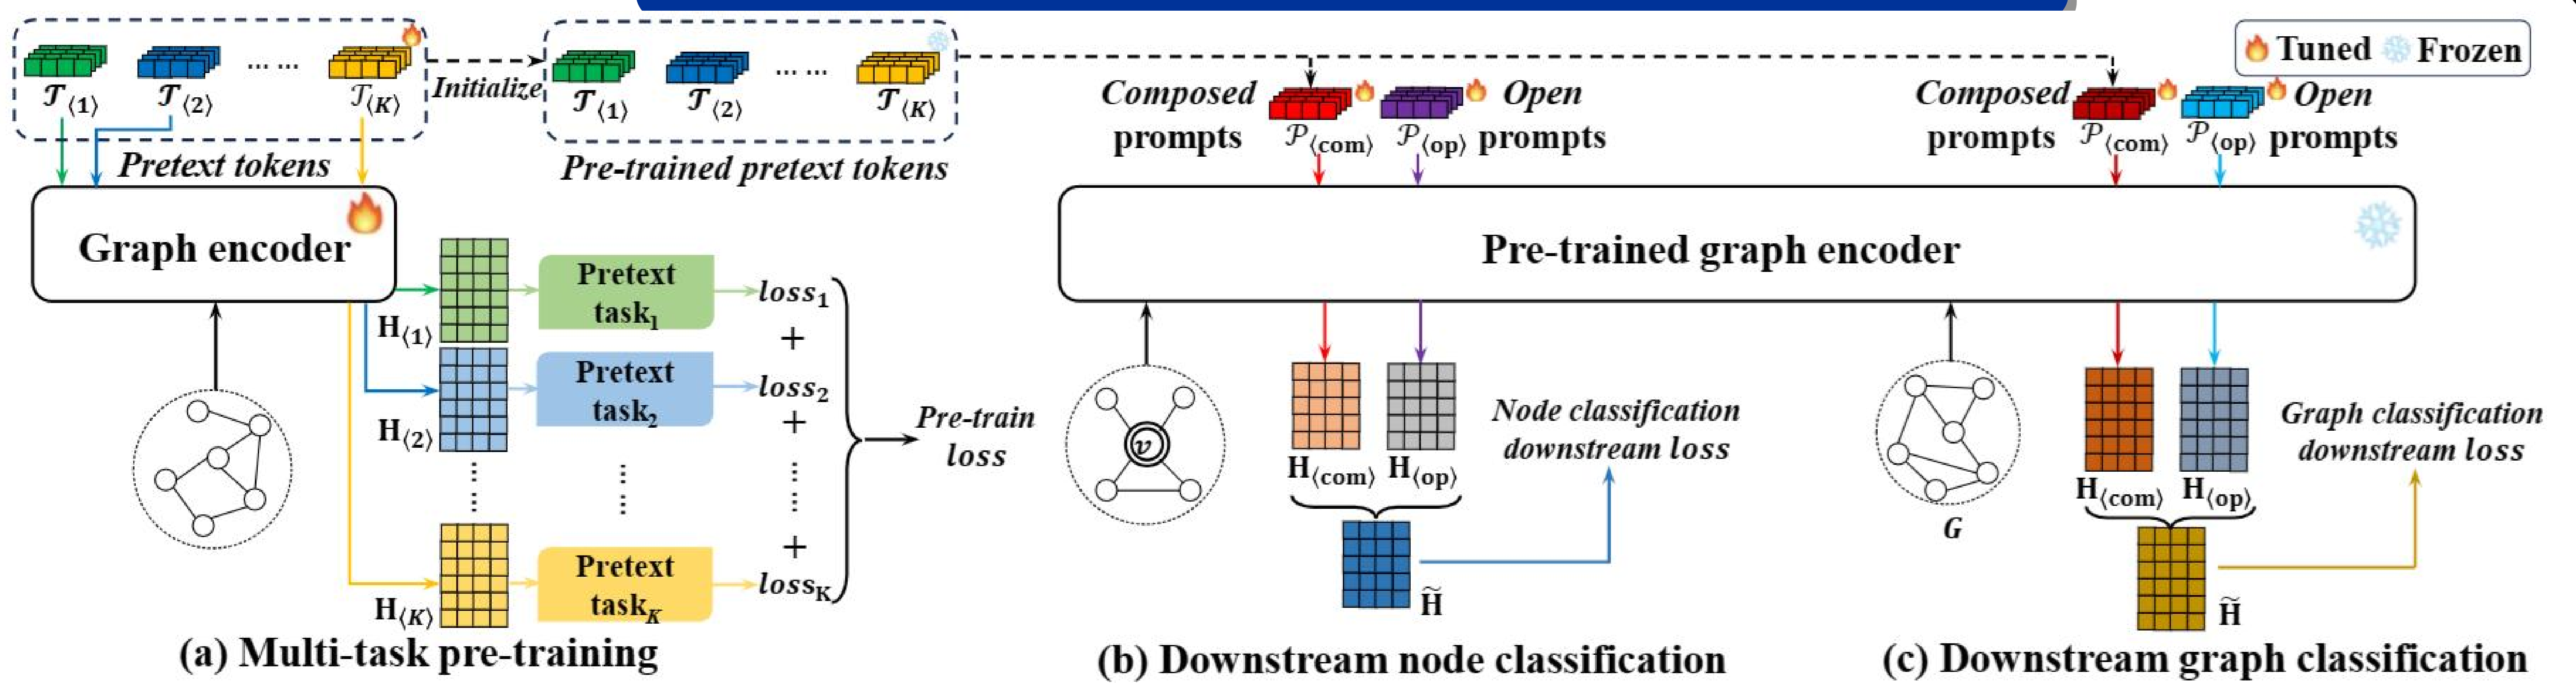 𝒯⟨1⟩ 𝒯⟨2⟩ ... ... 𝒯⟨K⟩
Pretext tokens
Initialize
𝒯⟨1⟩ 𝒯⟨2⟩ ... ... 𝒯⟨K⟩
Pre-trained pretext tokens
Graph encoder
H⟨1⟩
Pretext
task1
loss1
+
H⟨2⟩
Pretext
task2
loss2
+
+
H⟨K⟩
Pretext
taskK
lossK
Pre-train
loss
(a) Multi-task pre-training
Composed
prompts
𝒫⟨com⟩
𝒫⟨op⟩
Open
prompts
Composed
prompts
𝒫⟨com⟩
𝒫⟨op⟩
Open
prompts
Tuned Frozen
Pre-trained graph encoder
v
H⟨com⟩ H⟨op⟩
H̃
Node classification
downstream loss
(b) Downstream node classification
G
H⟨com⟩ H⟨op⟩
H̃
Graph classification
downstream loss
(c) Downstream graph classification